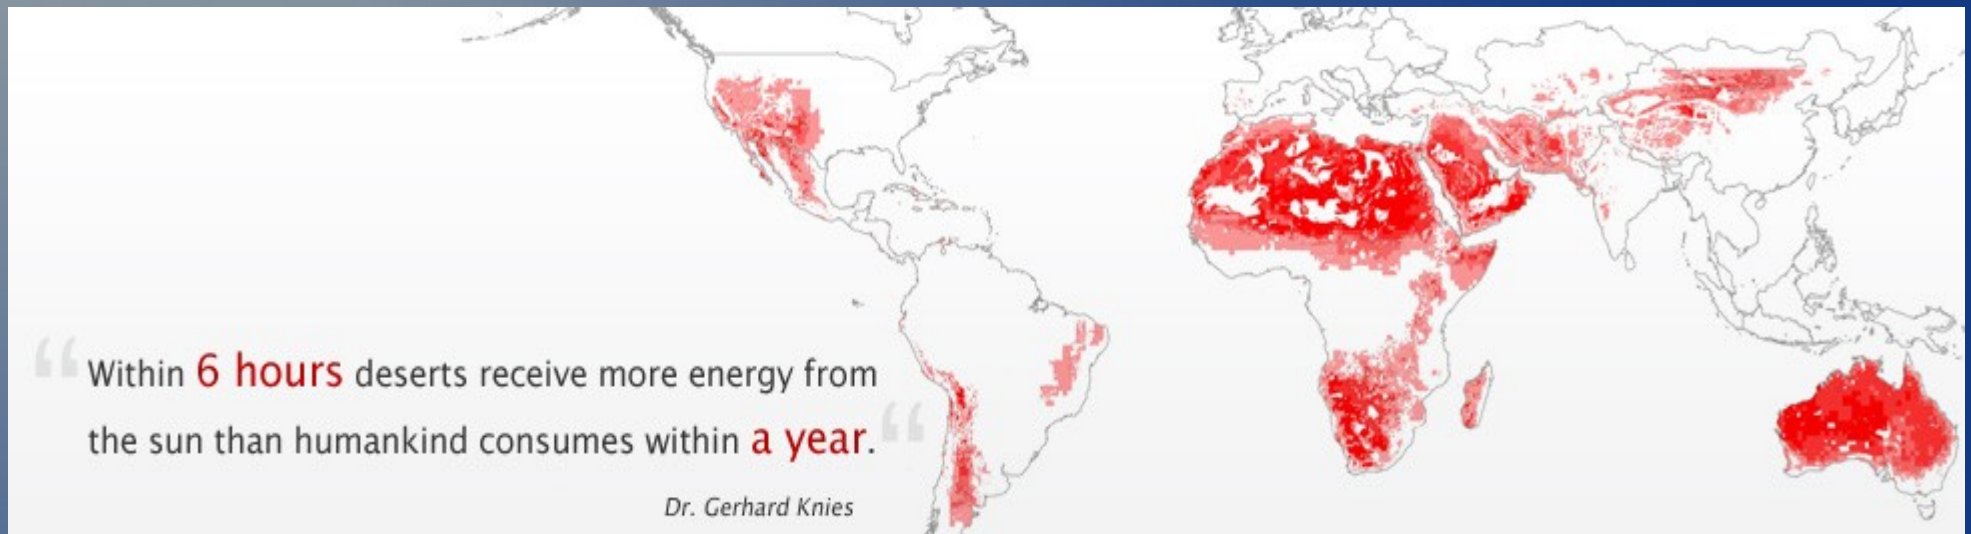 “ Within 6 hours deserts receive more energy from
the sun than humankind consumes within a year. “
Dr. Gerhard Knies